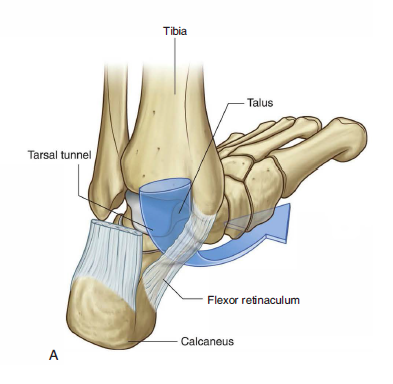 Tibia
Talus
Tarsal tunnel
Flexor retinaculum
Calcaneus
A